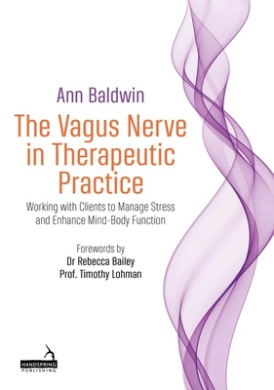 Ann Baldwin
The Vagus Nerve
in Therapeutic
Practice
Working with Clients to Manage Stress
and Enhance Mind-Body Function
Forewords by
Dr Rebecca Bailey
Prof. Timothy Lohman
HANDSPRING
PUBLISHING